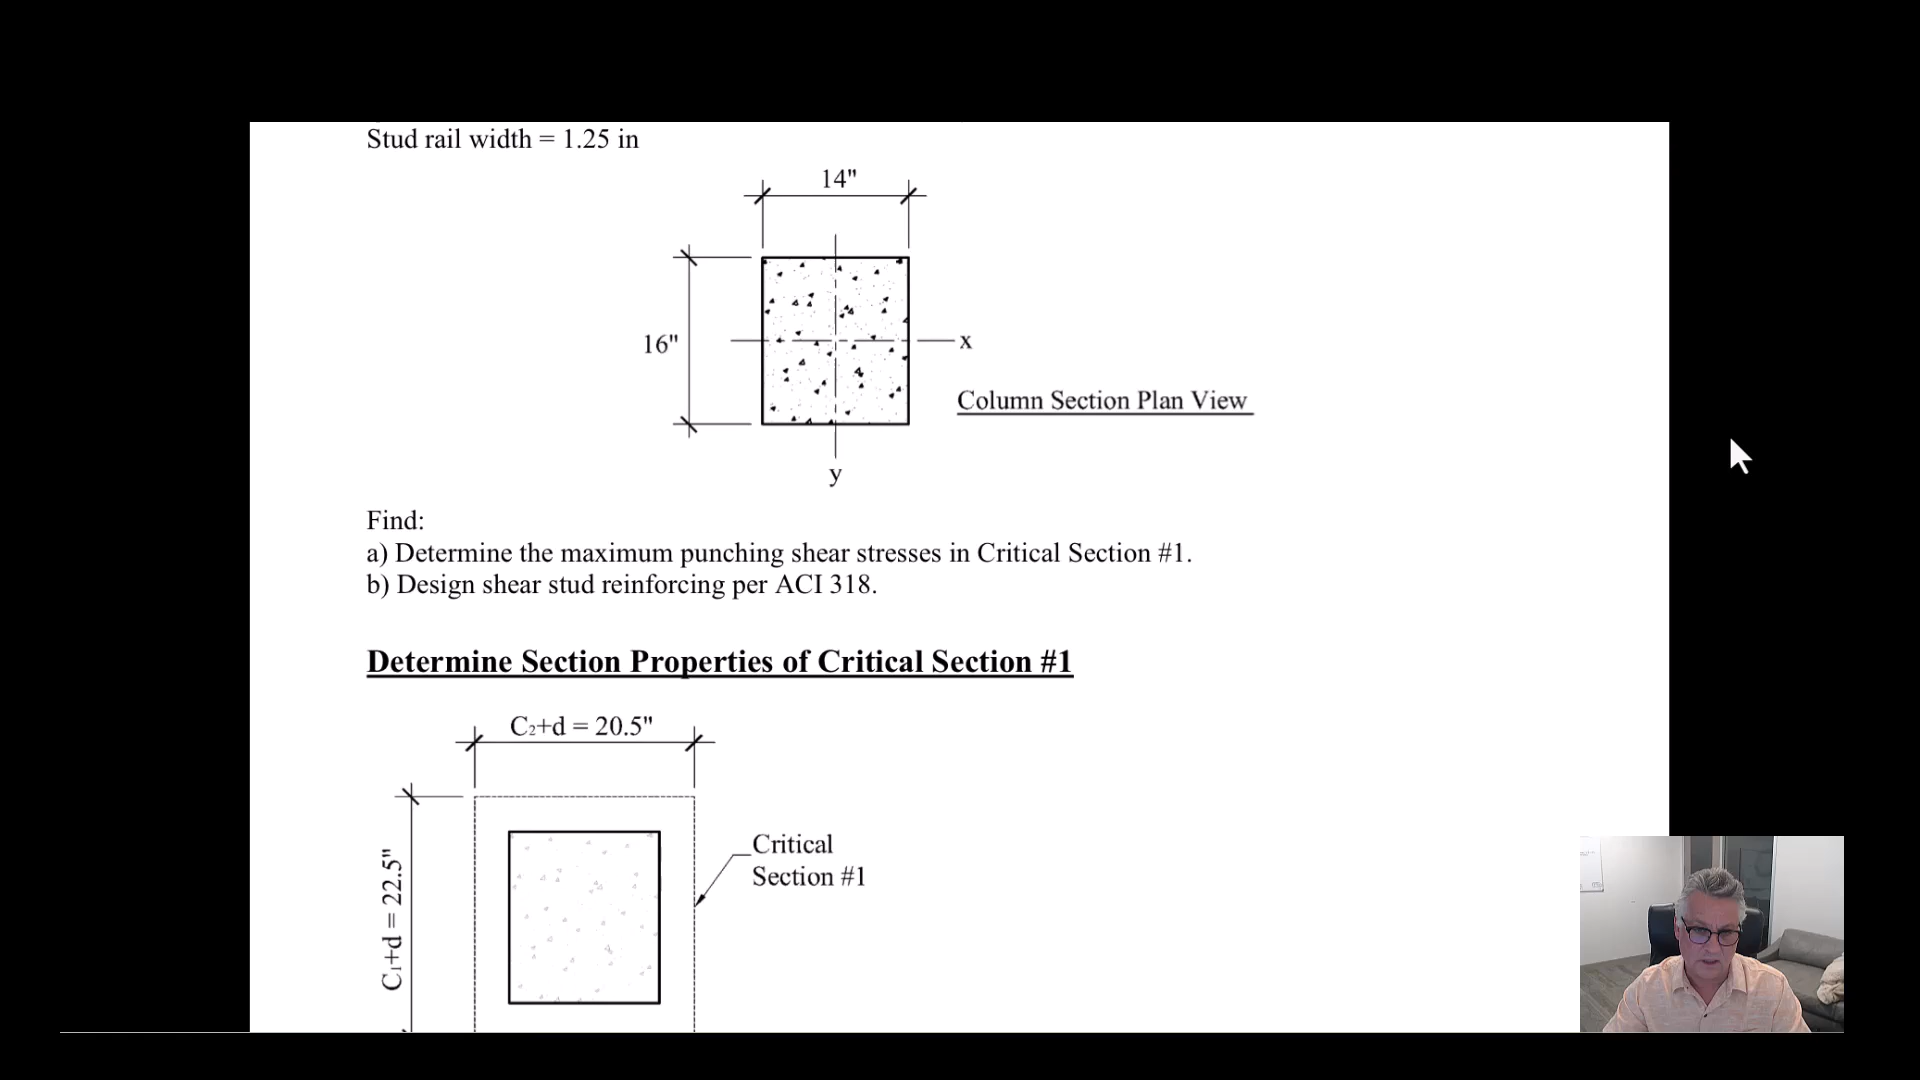 Stud rail width = 1.25 in
14"
16"
x
Column Section Plan View
y
Find:
a) Determine the maximum punching shear stresses in Critical Section #1.
b) Design shear stud reinforcing per ACI 318.
Determine Section Properties of Critical Section #1
C₂+d = 20.5"
C₁+d = 22.5"
Critical
Section #1